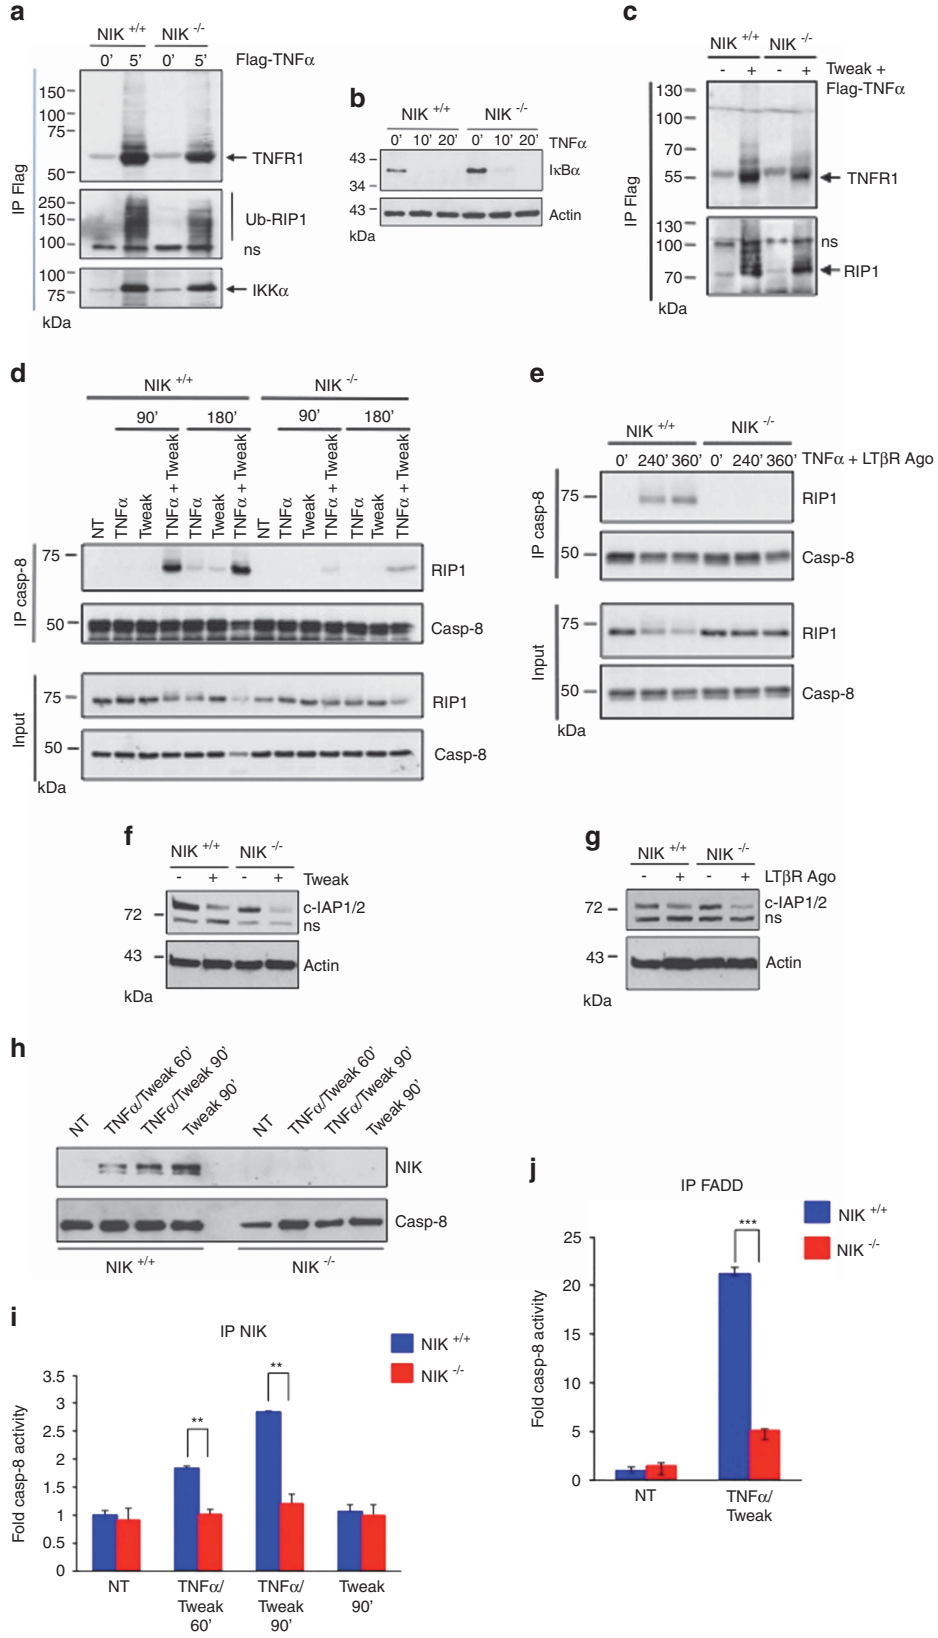 a
NIK +/+ NIK -/-
0' 5' 0' 5' Flag-TNFα
IP Flag
150
100
75
50
TNFR1
250
150
100
Ub-RIP1
ns
100
75
IKKα
kDa
b
NIK +/+ NIK -/-
0' 10' 20' 0' 10' 20' TNFα
43
34
IκBα
43
Actin
kDa
c
NIK +/+ NIK -/-
- + - + Tweak +
Flag-TNFα
IP Flag
130
100
70
55
TNFR1
130
100
70
ns
RIP1
kDa
d
NIK +/+ NIK -/-
90' 180' 90' 180'
NT TNFα Tweak TNFα + Tweak TNFα Tweak TNFα + Tweak NT TNFα Tweak TNFα + Tweak TNFα Tweak TNFα + Tweak
IP casp-8
75
RIP1
50
Casp-8
Input
75
RIP1
50
Casp-8
kDa
e
NIK +/+ NIK -/-
0' 240' 360' 0' 240' 360' TNFα + LTβR Ago
IP casp-8
75
RIP1
50
Casp-8
Input
75
RIP1
50
Casp-8
kDa
f
NIK +/+ NIK -/-
- + - + Tweak
72
c-IAP1/2
ns
43
Actin
kDa
g
NIK +/+ NIK -/-
- + - + LTβR Ago
72
c-IAP1/2
ns
43
Actin
kDa
h
NT TNFα/Tweak 60' TNFα/Tweak 90' Tweak 90' NT TNFα/Tweak 60' TNFα/Tweak 90' Tweak 90'
NIK
Casp-8
NIK +/+ NIK -/-
i
IP NIK
NIK +/+
NIK -/-
Fold casp-8 activity
3.5
3
2.5
2
1.5
1
0.5
0
**
**
NT TNFα/ TNFα/ Tweak
Tweak Tweak 90'
60' 90'
j
IP FADD
NIK +/+
NIK -/-
Fold casp-8 activity
25
20
15
10
5
0
***
NT TNFα/
Tweak